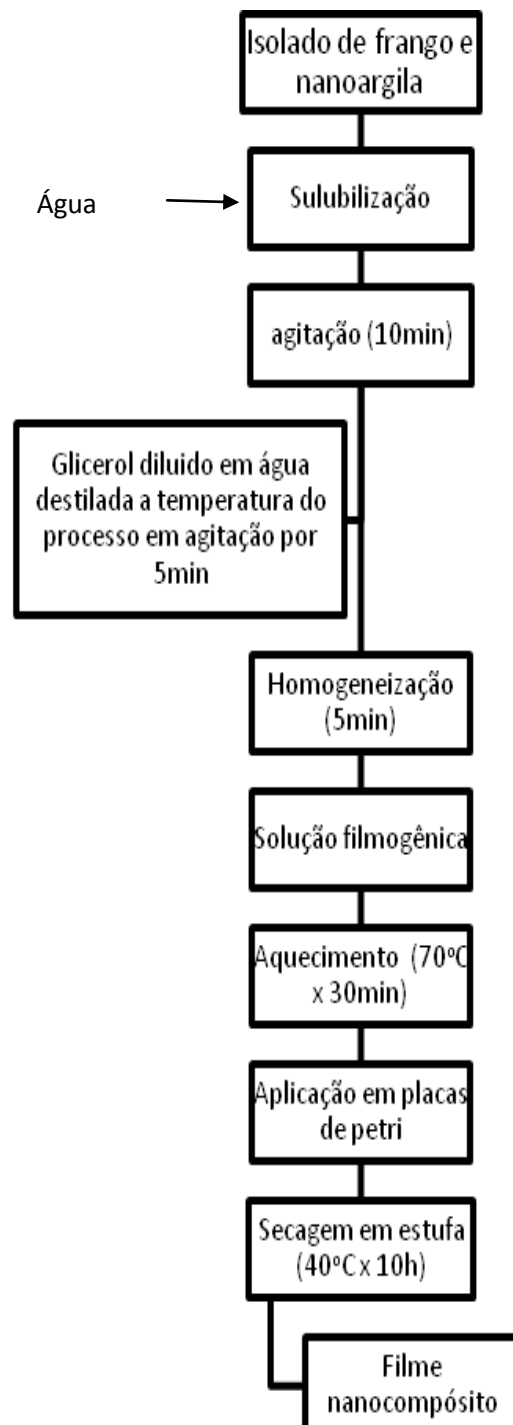 Isolado de frango e
nanoargila
Água
Sulubilização
agitação (10min)
Glicerol diluido em água
destilada a temperatura do
processo em agitação por
5min
Homogeneização
(5min)
Solução filmogênica
Aquecimento (70ºC
x 30min)
Aplicação em placas
de petri
Secagem em estufa
(40ºC x 10h)
Filme
nanocompósito